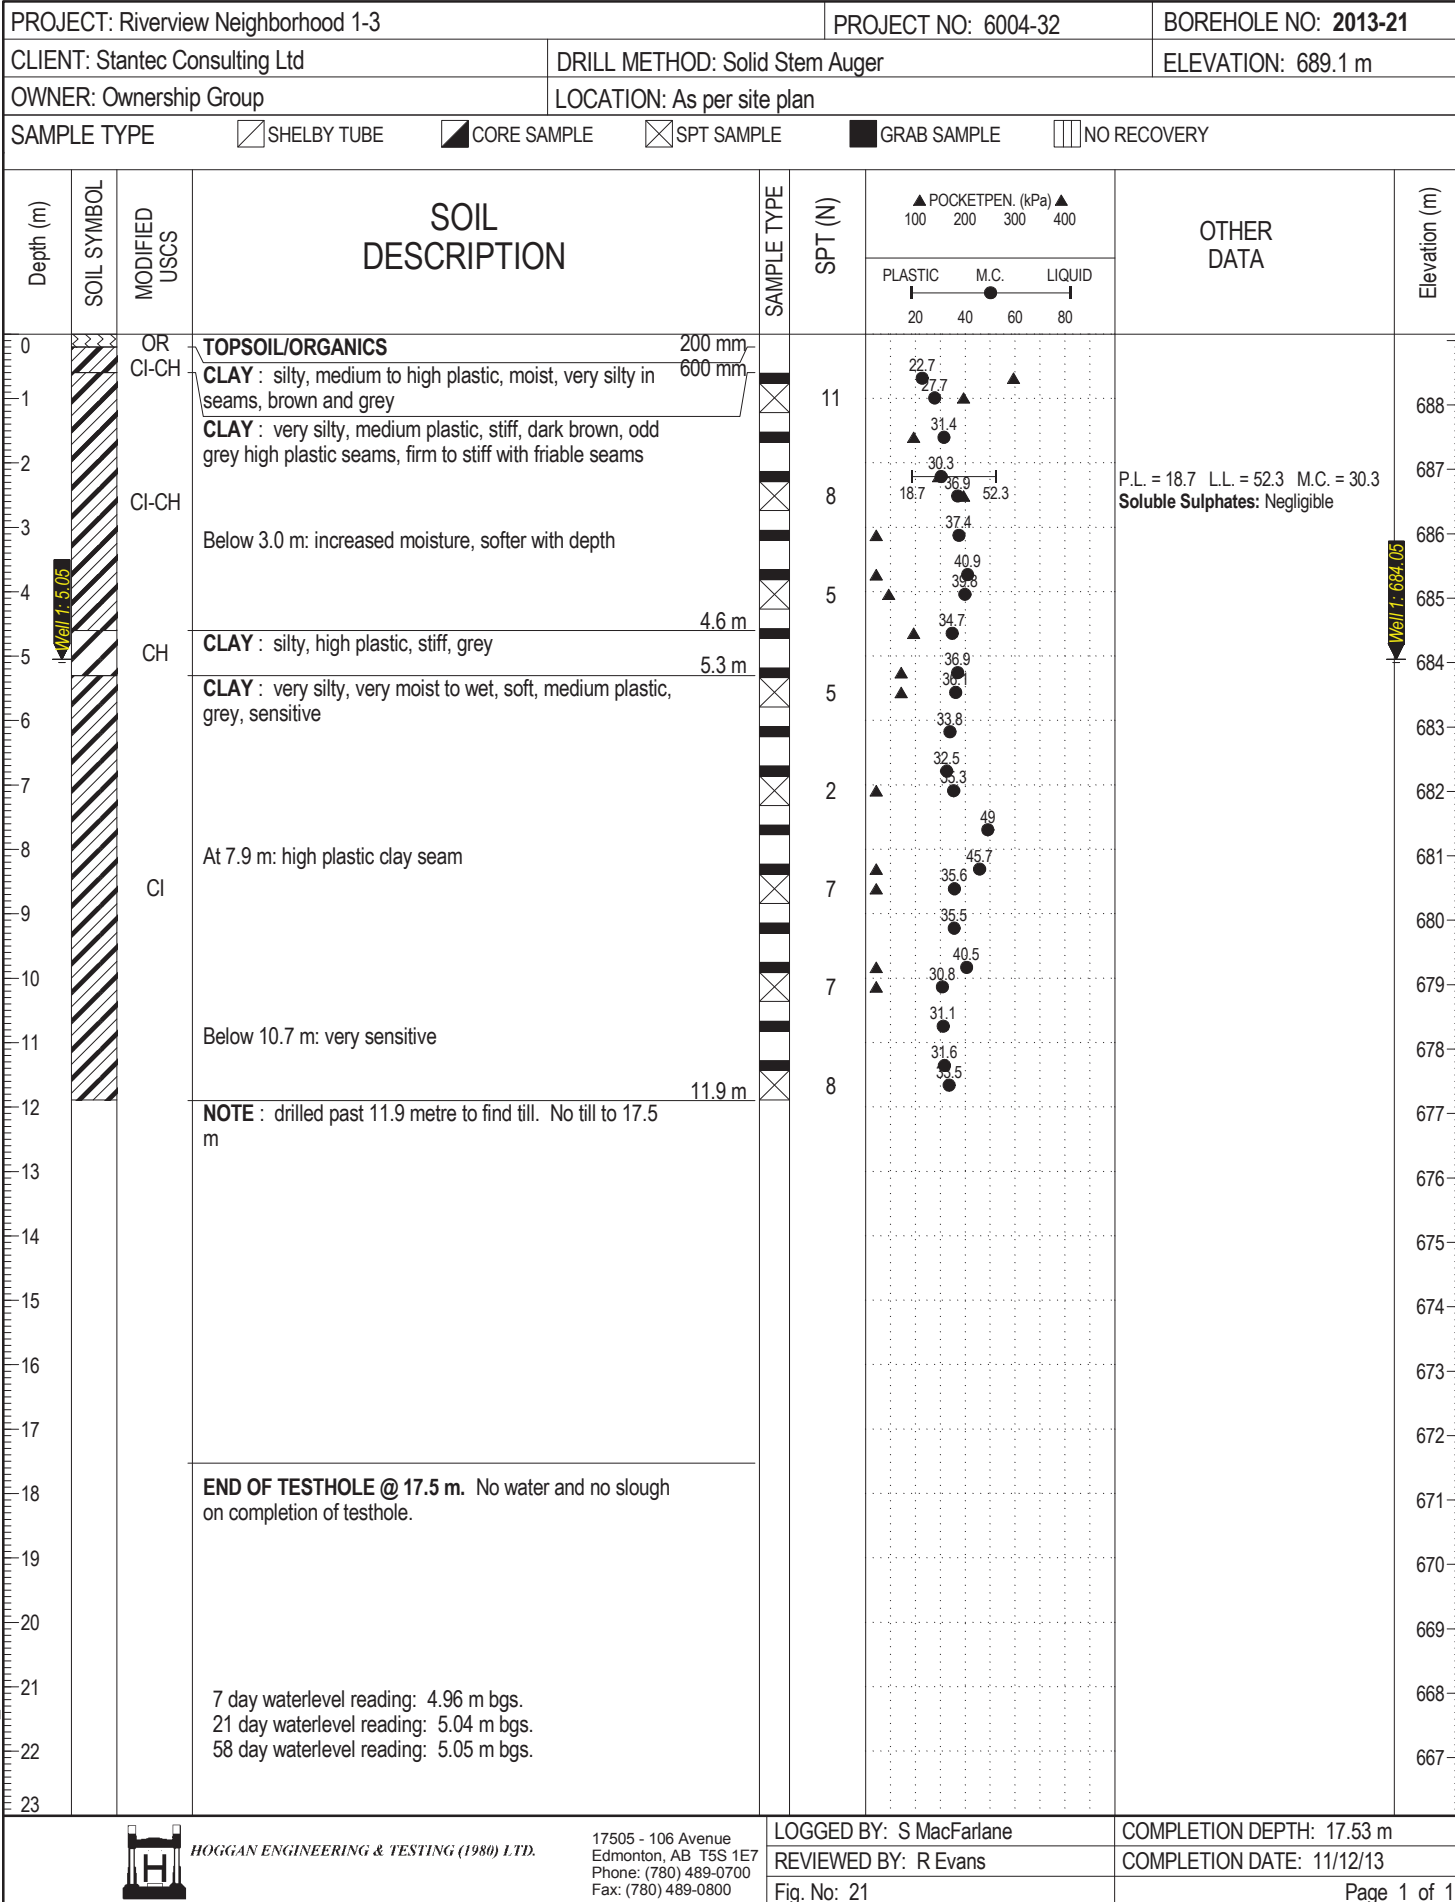 PROJECT: Riverview Neighborhood 1-3
PROJECT NO: 6004-32
BOREHOLE NO: 2013-21
CLIENT: Stantec Consulting Ltd
DRILL METHOD: Solid Stem Auger
ELEVATION: 689.1 m
OWNER: Ownership Group
LOCATION: As per site plan
SAMPLE TYPE
SHELBY TUBE
CORE SAMPLE
SPT SAMPLE
GRAB SAMPLE
NO RECOVERY
Depth (m)
SOIL SYMBOL
MODIFIED
USCS
SOIL
DESCRIPTION
SAMPLE TYPE
SPT (N)
▲ POCKETPEN. (kPa) ▲
100 200 300 400
PLASTIC M.C. LIQUID
20 40 60 80
OTHER
DATA
Elevation (m)
0
OR
TOPSOIL/ORGANICS 200 mm
CI-CH
600 mm
CLAY : silty, medium to high plastic, moist, very silty in
seams, brown and grey
22.7
27.7
1
11
688
CLAY : very silty, medium plastic, stiff, dark brown, odd
grey high plastic seams, firm to stiff with friable seams
31.4
2
687
30.3
18.7 36.9 52.3
P.L. = 18.7 L.L. = 52.3 M.C. = 30.3
Soluble Sulphates: Negligible
CI-CH
8
3
37.4
686
Below 3.0 m: increased moisture, softer with depth
40.9
39.8
4
5
685
Well 1: 5.05
Well 1: 684.05
4.6 m
34.7
CLAY : silty, high plastic, stiff, grey
CH
5
5.3 m
36.9
684
36.1
CLAY : very silty, very moist to wet, soft, medium plastic,
grey, sensitive
5
6
33.8
683
32.5
35.3
7
2
682
49
8
At 7.9 m: high plastic clay seam
45.7
681
35.6
CI
7
9
35.5
680
40.5
30.8
10
7
679
31.1
11
Below 10.7 m: very sensitive
678
31.6
33.5
8
11.9 m
12
677
NOTE : drilled past 11.9 metre to find till. No till to 17.5
m
13
676
14
675
15
674
16
673
17
672
END OF TESTHOLE @ 17.5 m. No water and no slough
on completion of testhole.
18
671
19
670
20
669
21
668
7 day waterlevel reading: 4.96 m bgs.
21 day waterlevel reading: 5.04 m bgs.
58 day waterlevel reading: 5.05 m bgs.
22
667
23
H
HOGGAN ENGINEERING & TESTING (1980) LTD.
17505 - 106 Avenue
Edmonton, AB T5S 1E7
Phone: (780) 489-0700
Fax: (780) 489-0800
LOGGED BY: S MacFarlane
COMPLETION DEPTH: 17.53 m
REVIEWED BY: R Evans
COMPLETION DATE: 11/12/13
Fig. No: 21
Page 1 of 1